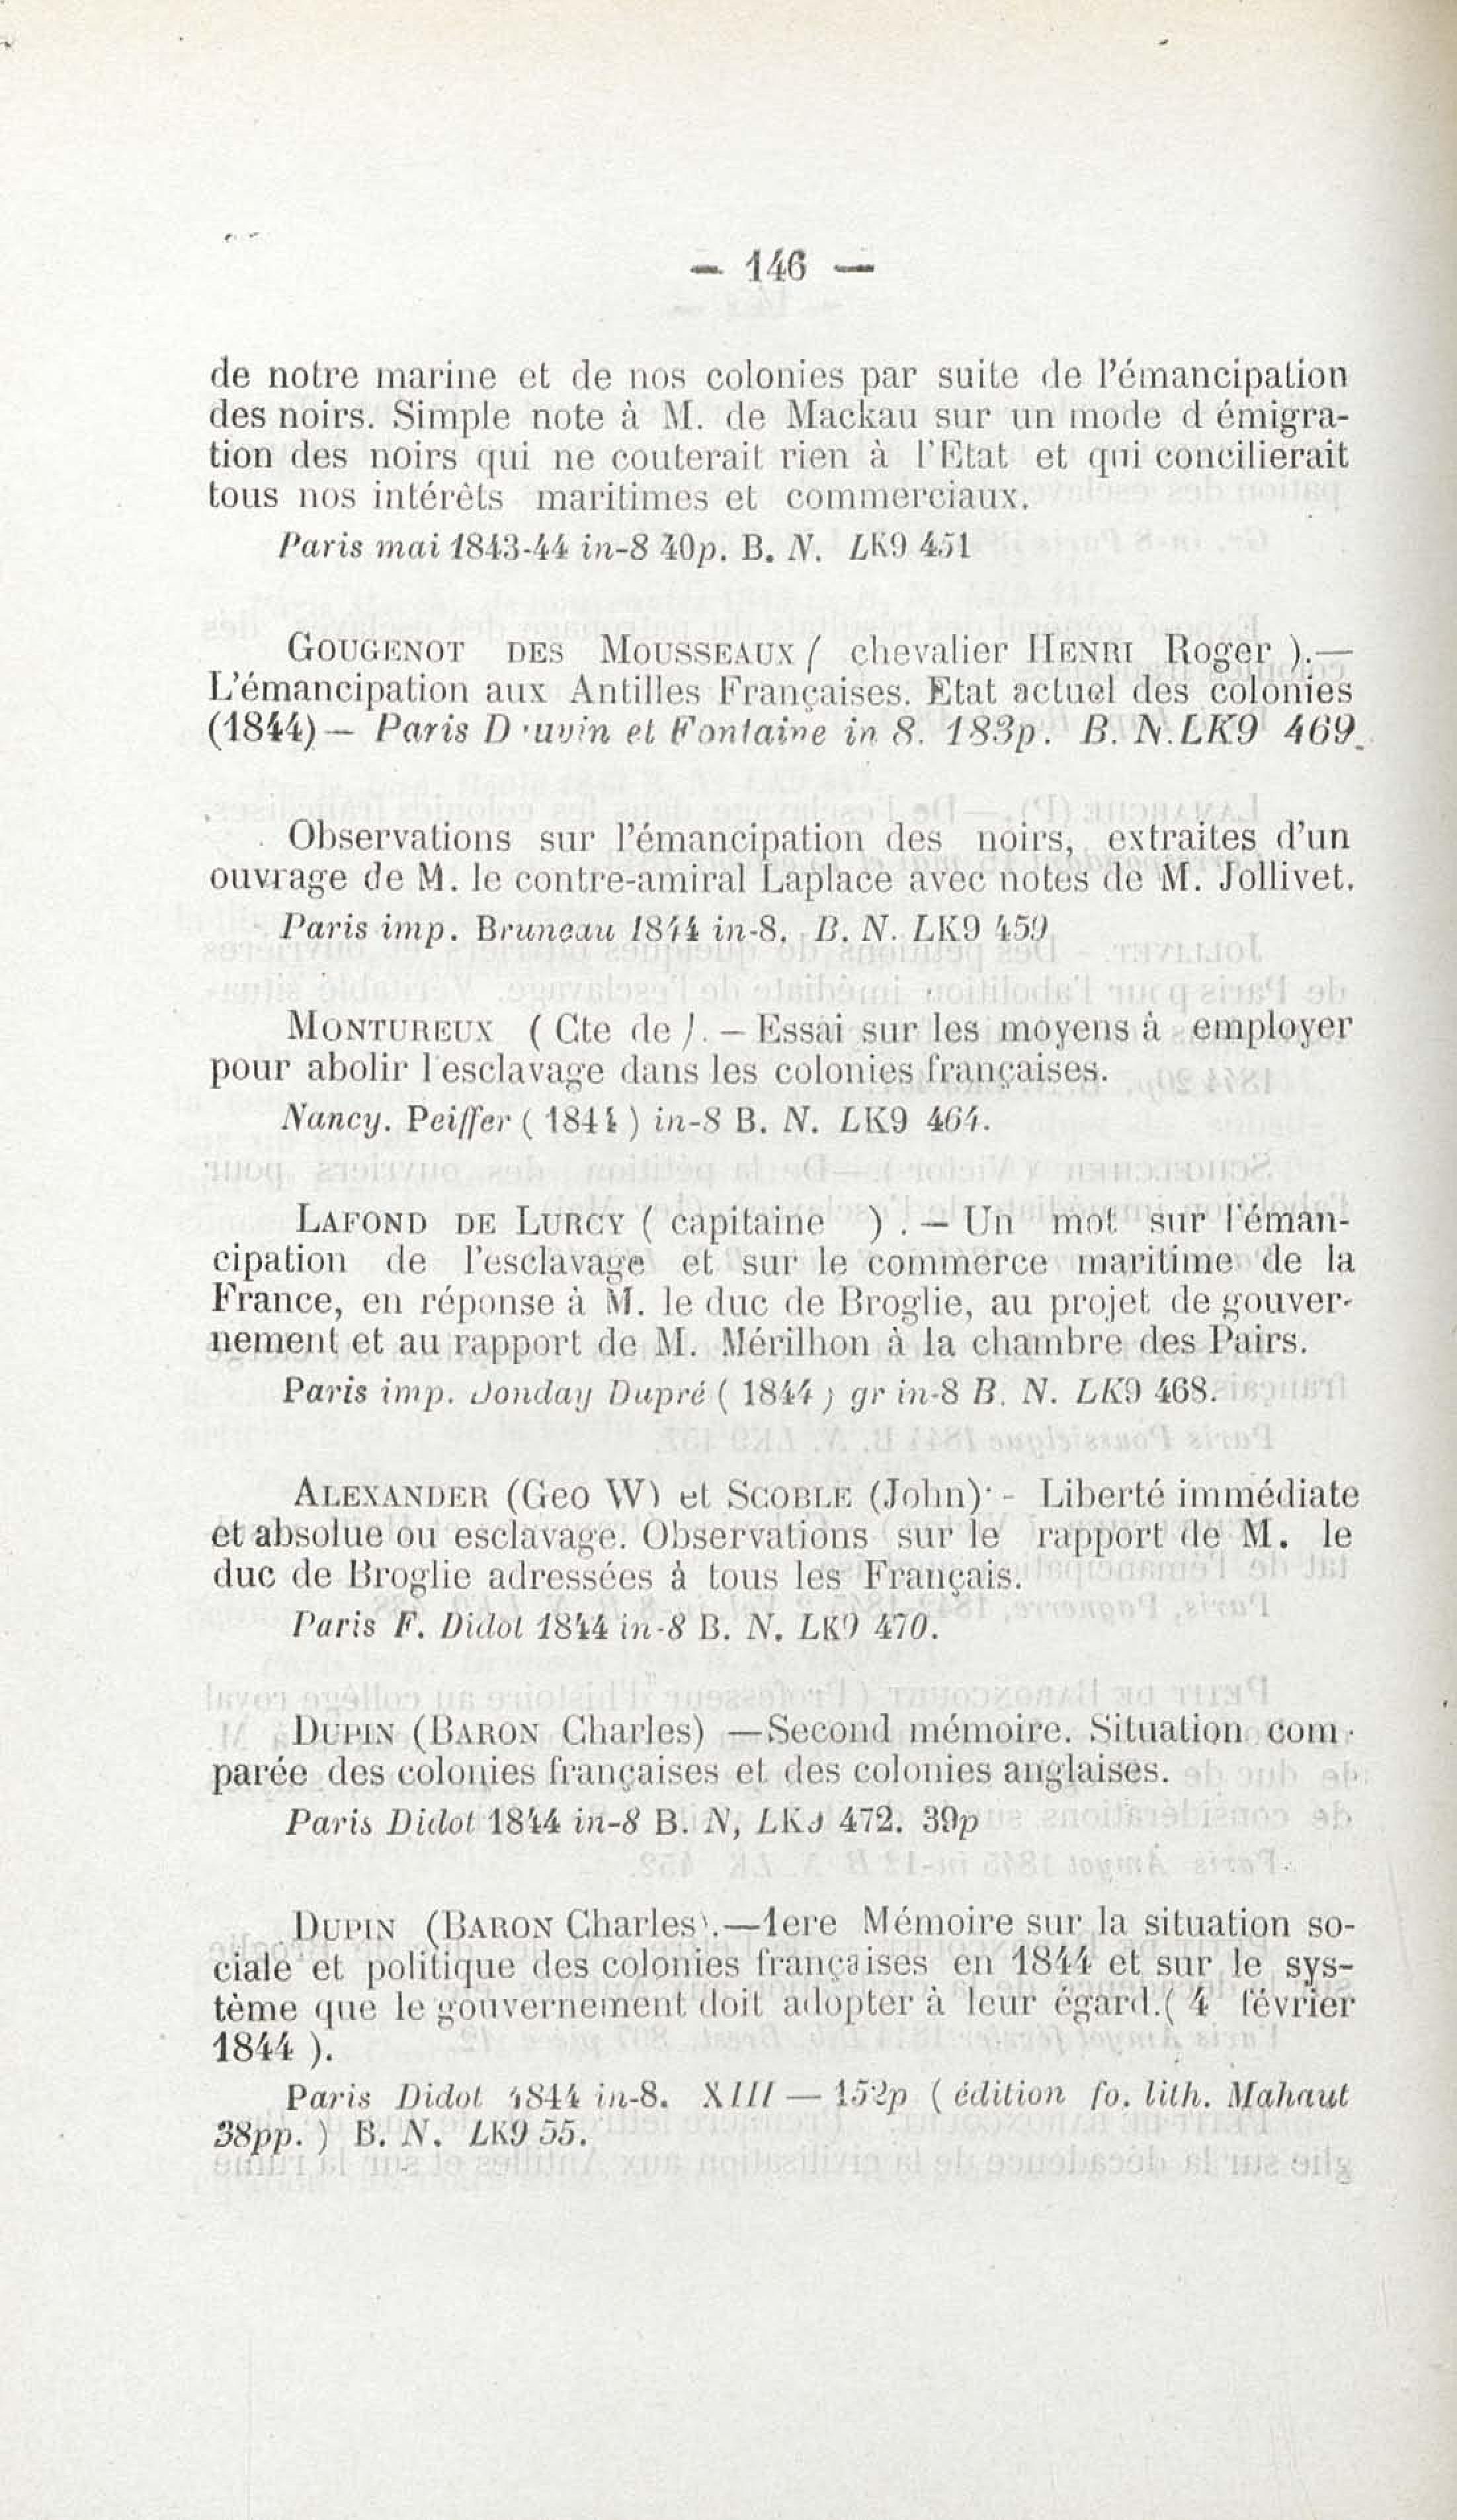 — 146 —
de notre marine et de nos colonies par suite de l'émancipation
des noirs. Simple note à M. de Mackau sur un mode d émigra-
tion des noirs qui ne couterait rien à l'Etat et qui concilierait
tous nos intérêts maritimes et commerciaux.
Paris mai 1843-44 in-8 40p. B. N. LK9 451
GOUGENOT DES MOUSSEAUX ( chevalier HENRI Roger ).—
L'émancipation aux Antilles Françaises. Etat actuel des colonies
(1844) — Paris D uvin et Fontaine in 8. 183p. B. N. LK9 469.
Observations sur l'émancipation des noirs, extraites d'un
ouvrage de M. le contre-amiral Laplace avec notes de M. Jollivet.
Paris imp. Bruneau 1844 in-8. B. N. LK9 459
MONTUREUX ( Cte de ). — Essai sur les moyens à employer
pour abolir l'esclavage dans les colonies françaises.
Nancy. Peiffer ( 1844 ) in-8 B. N. LK9 464.
LAFOND DE LURCY ( capitaine ) . — Un mot sur l'éman-
cipation de l'esclavage et sur le commerce maritime de la
France, en réponse à M. le duc de Broglie, au projet de gouver-
nement et au rapport de M. Mérilhon à la chambre des Pairs.
Paris imp. Jonday Dupré ( 1844 ) gr in-8 B. N. LK9 468.
ALEXANDER (Geo W) et SCOBLE (John)· - Liberté immédiate
et absolue ou esclavage. Observations sur le rapport de M. le
duc de Broglie adressées à tous les Français.
Paris F. Didot 1844 in-8 B. N. LK9 470.
DUPIN (BARON Charles) —Second mémoire. Situation com-
parée des colonies françaises et des colonies anglaises.
Paris Didot 1844 in-8 B. N, LK9 472. 39p
DUPIN (BARON Charles).—1ere Mémoire sur la situation so-
ciale et politique des colonies françaises en 1844 et sur le sys-
tème que le gouvernement doit adopter à leur égard.( 4 février
1844 ).
Paris Didot 1844 in-8. XIII — 152p ( édition fo. lith. Mahaut
38pp. ) B. N. LK9 55.